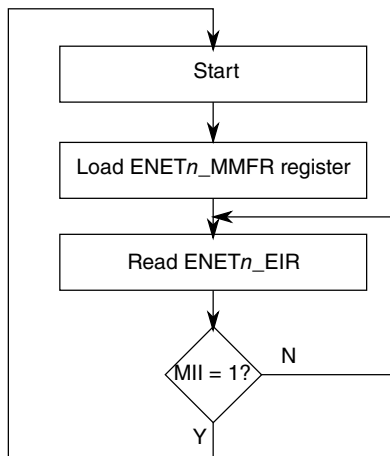 Start
Load ENETn_MMFR register
Read ENETn_EIR
MII = 1?
N
Y